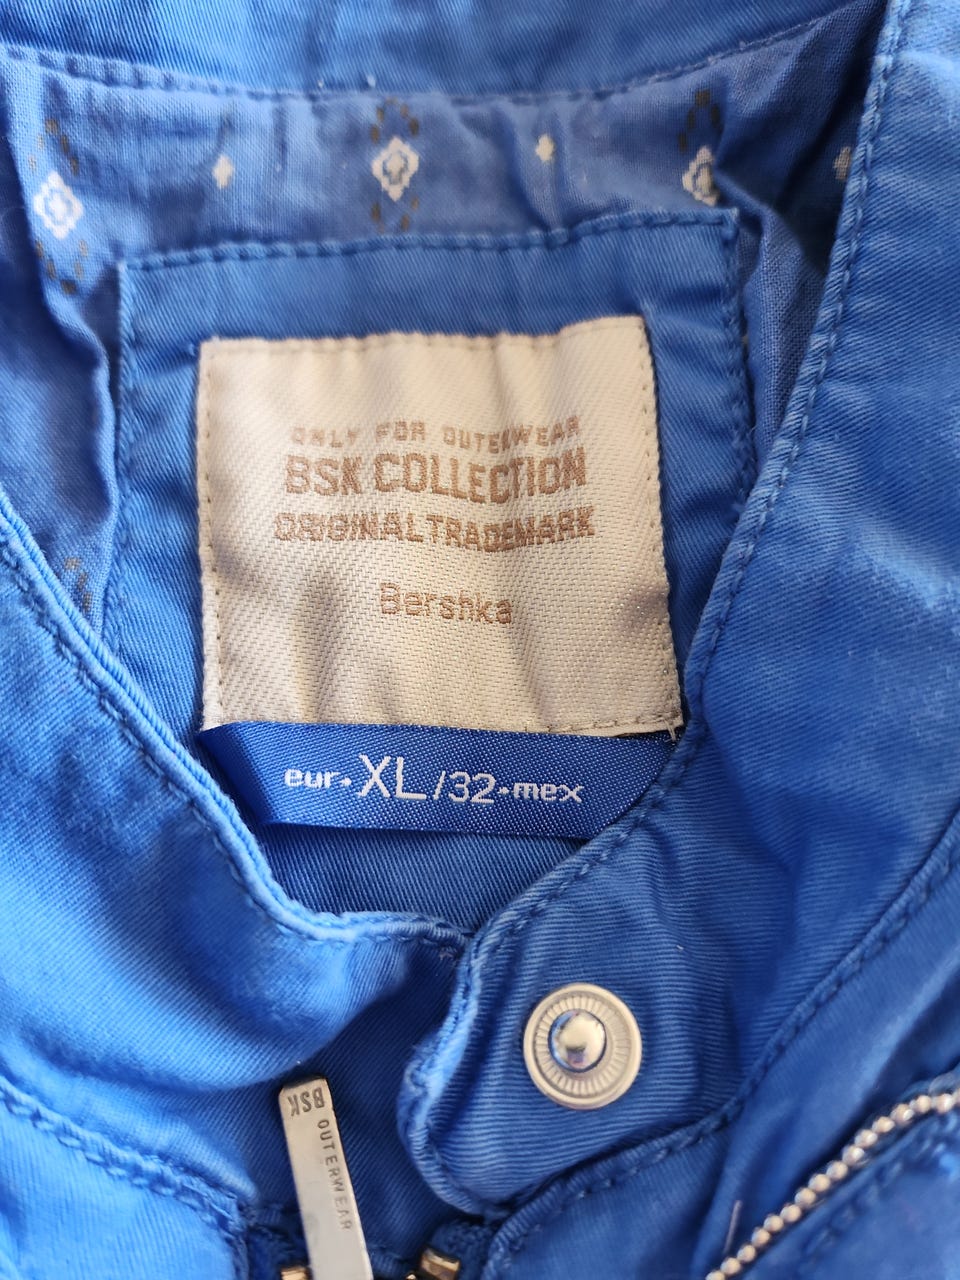 ONLY FOR OUTERWEAR
BSK COLLECTION
ORIGINAL TRADEMARK
Bershka
eur.XL/32.mex
BSK
OUTERWEAR